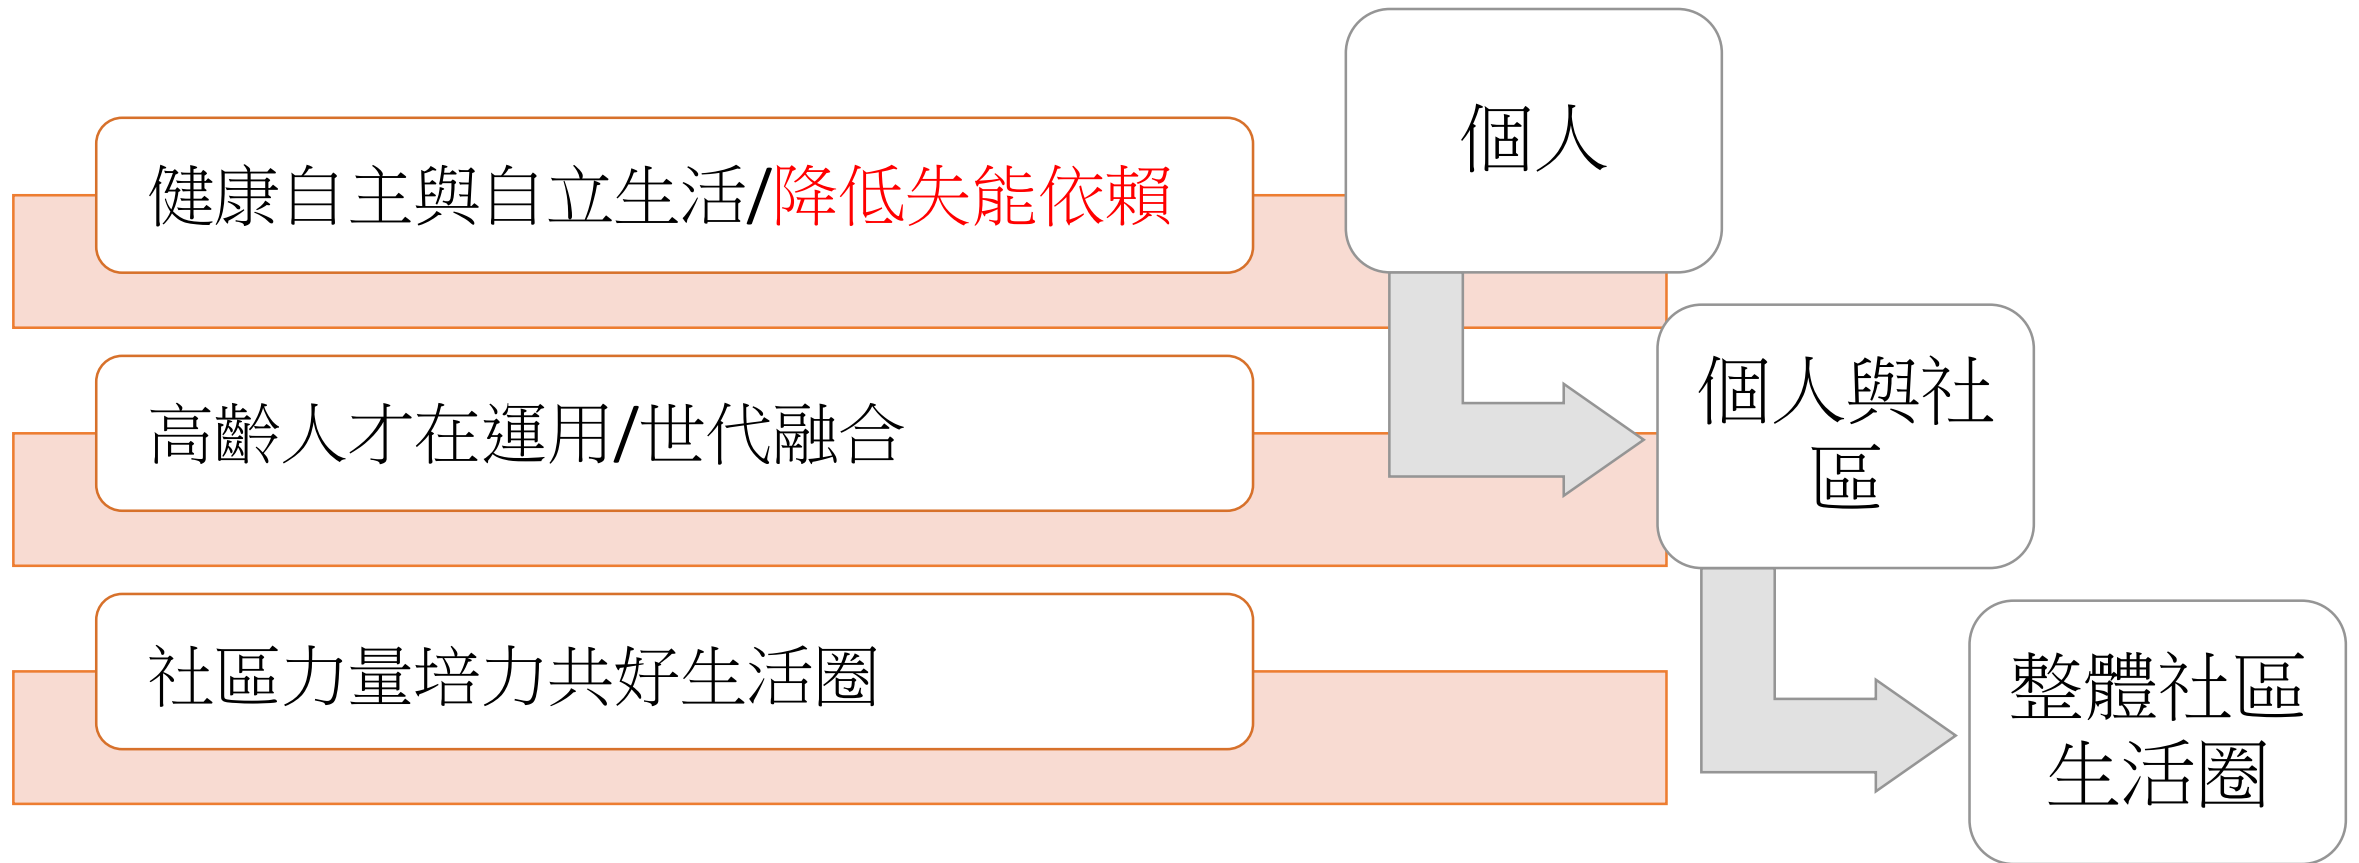 個人
健康自主與自立生活/降低失能依賴
個人與社
區
高齡人才在運用/世代融合
社區力量培力共好生活圈
整體社區
生活圈